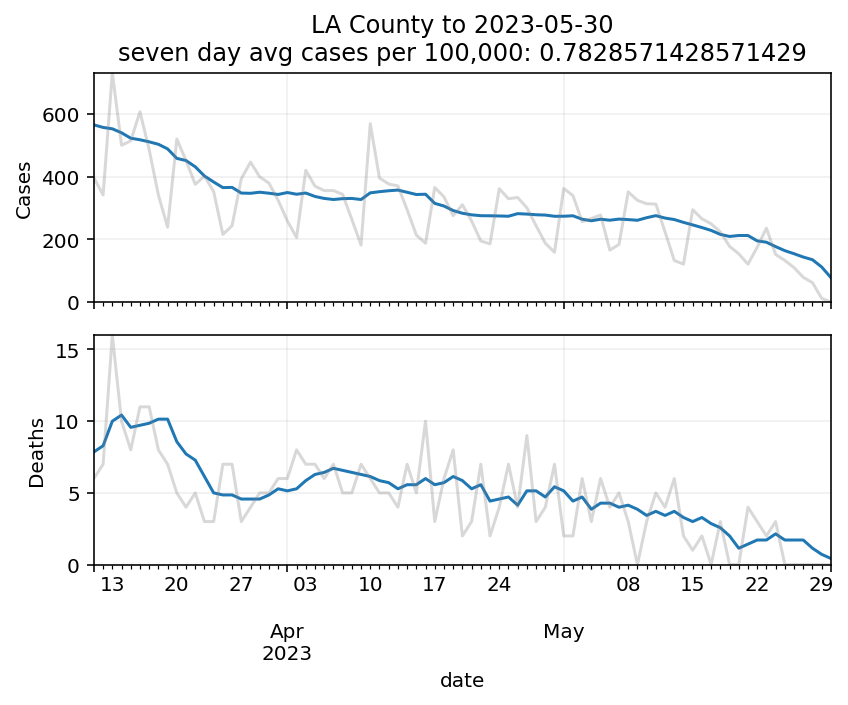 LA County to 2023-05-30
seven day avg cases per 100,000: 0.7828571428571429
600
400
200
0
Cases
15
10
5
0
Deaths
13 20 27 03 10 17 24 08 15 22 29
Apr May
2023
date